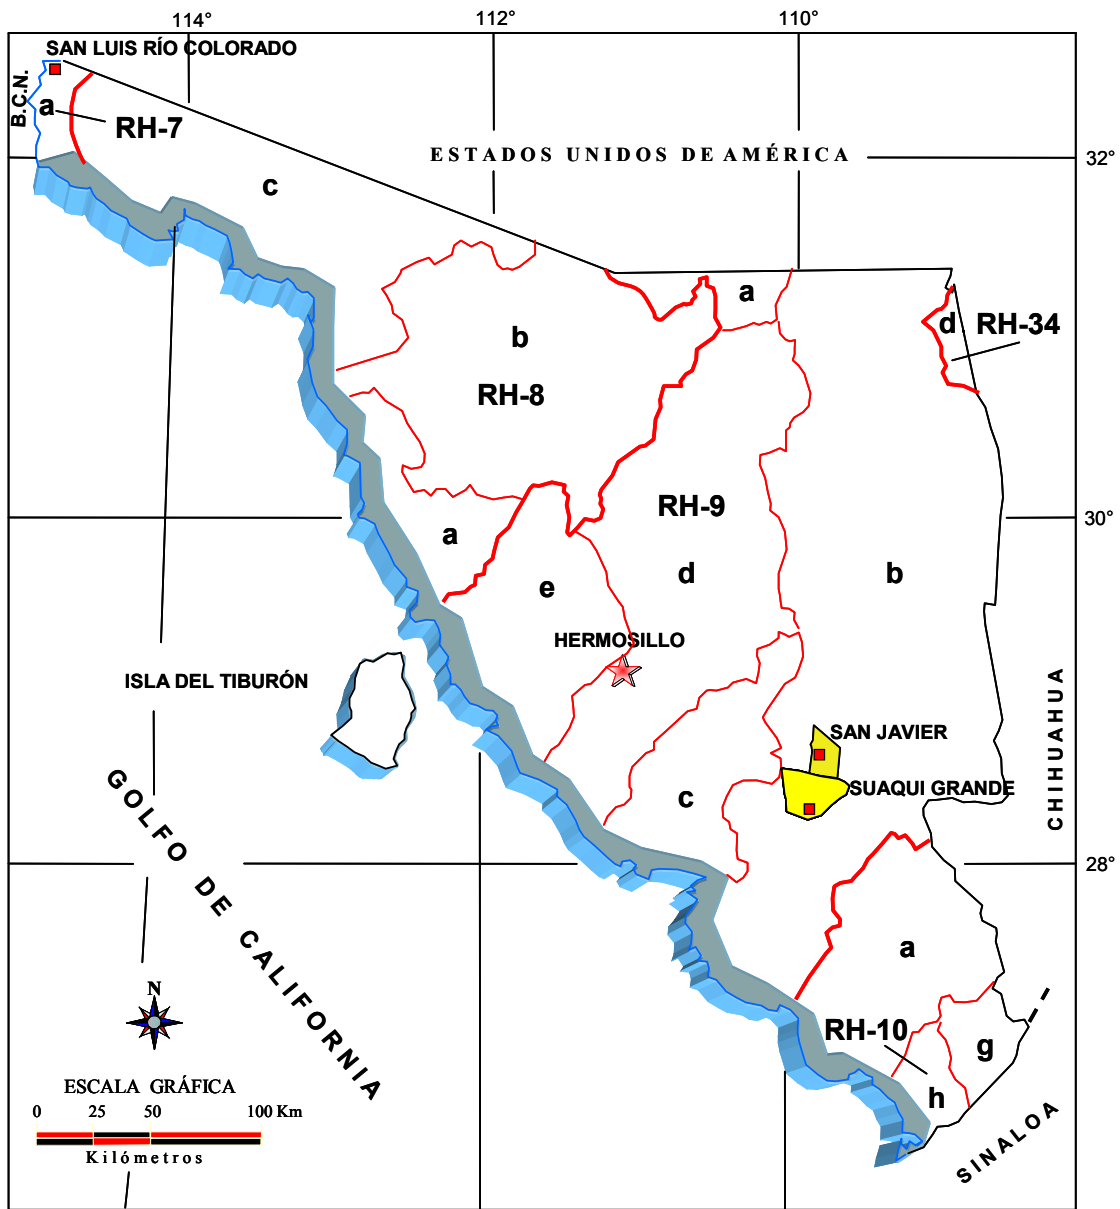 114°
112°
110°
SAN LUIS RÍO COLORADO
B.C.N.
a
RH-7
ESTADOS UNIDOS DE AMÉRICA
32°
c
a
b
d
RH-34
RH-8
RH-9
30°
a
e
d
b
HERMOSILLO
ISLA DEL TIBURÓN
SAN JAVIER
CHIHUAHUA
SUAQUI GRANDE
c
GOLFO DE CALIFORNIA
28°
a
N
RH-10
g
h
ESCALA GRÁFICA
0 25 50 100 Km
Kilómetros
SINALOA